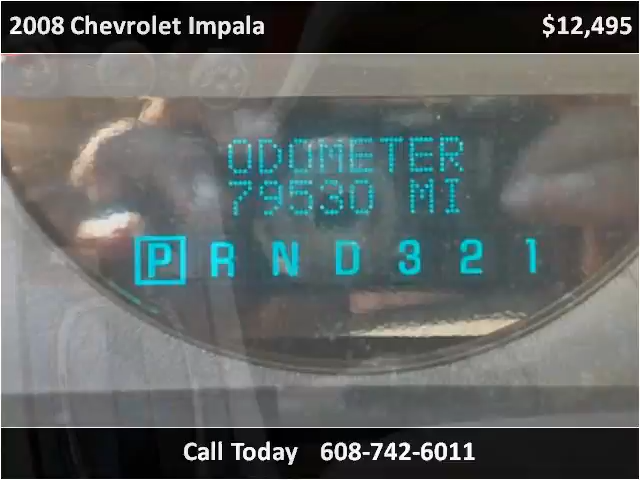 2008 Chevrolet Impala $12,495
ODOMETER
79530 MI
P R N D 3 2 1
Call Today 608-742-6011